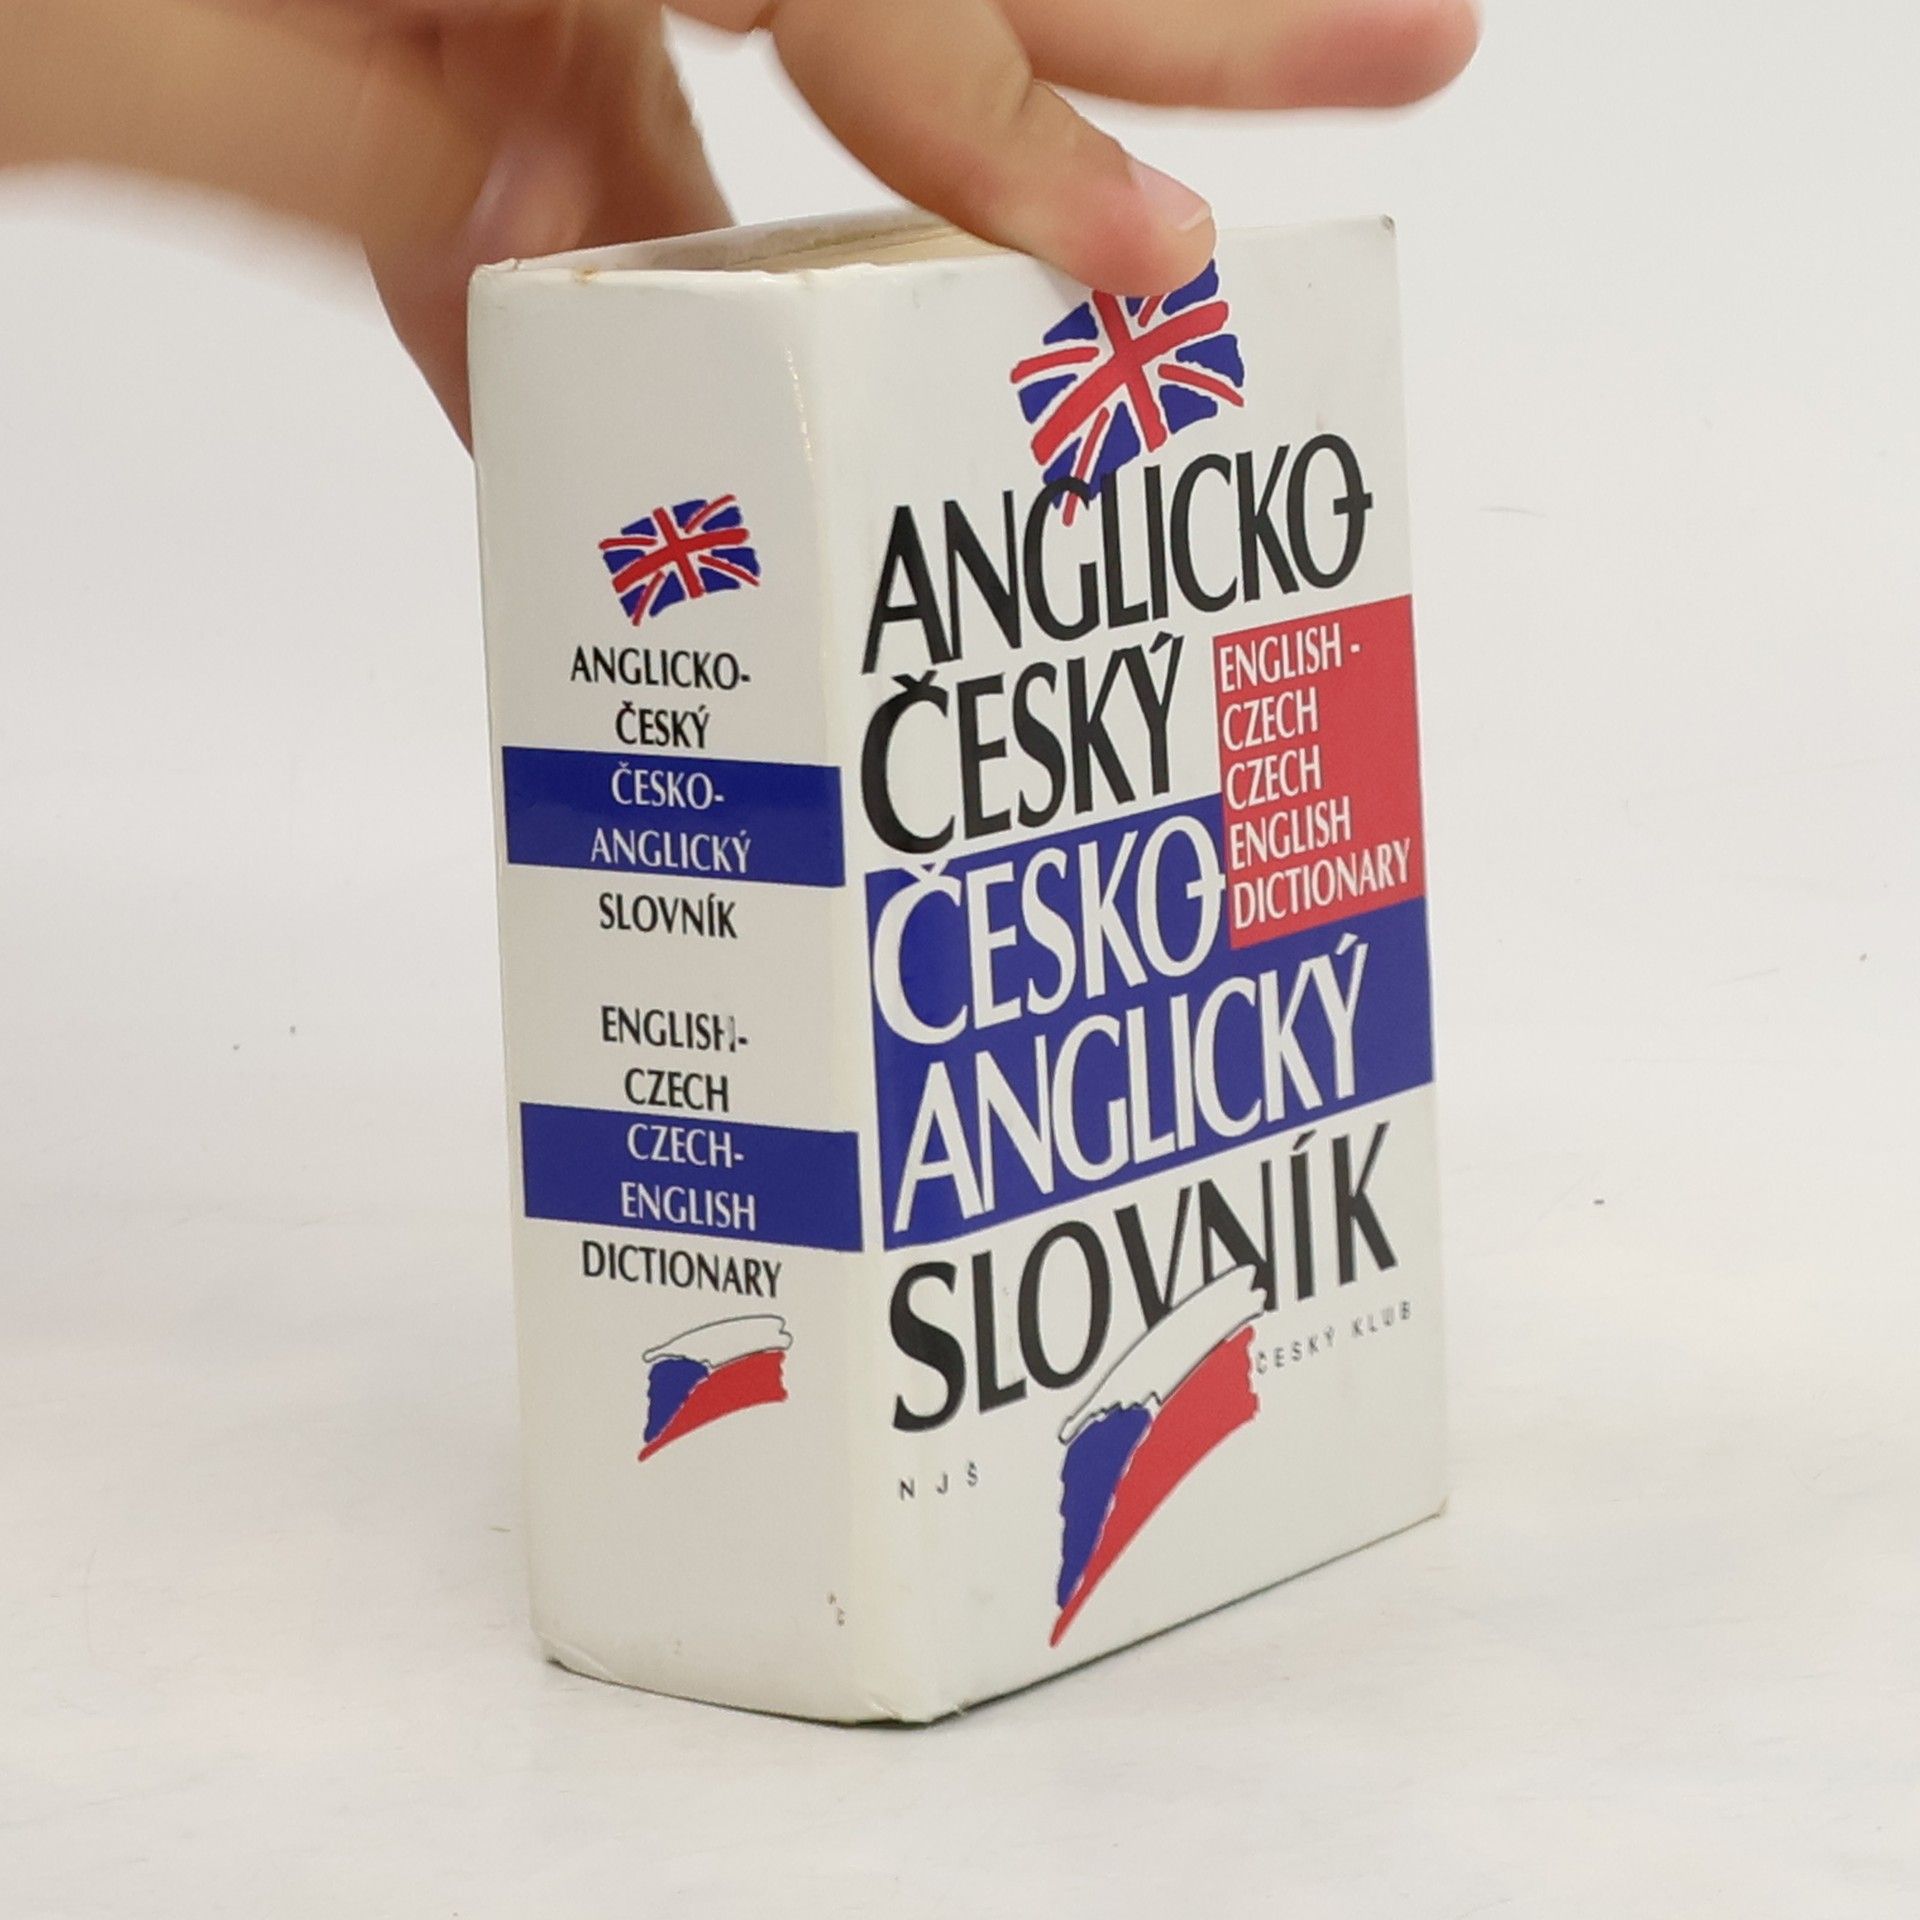 ANGLICKO-
ČESKÝ
ČESKO-
ANGLICKÝ
SLOVNÍK
ENGLISH-
CZECH
CZECH-
ENGLISH
DICTIONARY
ANGLICKO-
ČESKÝ
ENGLISH-
CZECH
CZECH
ENGLISH
DICTIONARY
ČESKO-
ANGLICKÝ
SLOVNÍK
ČESKÝ KLUB
NJŠ